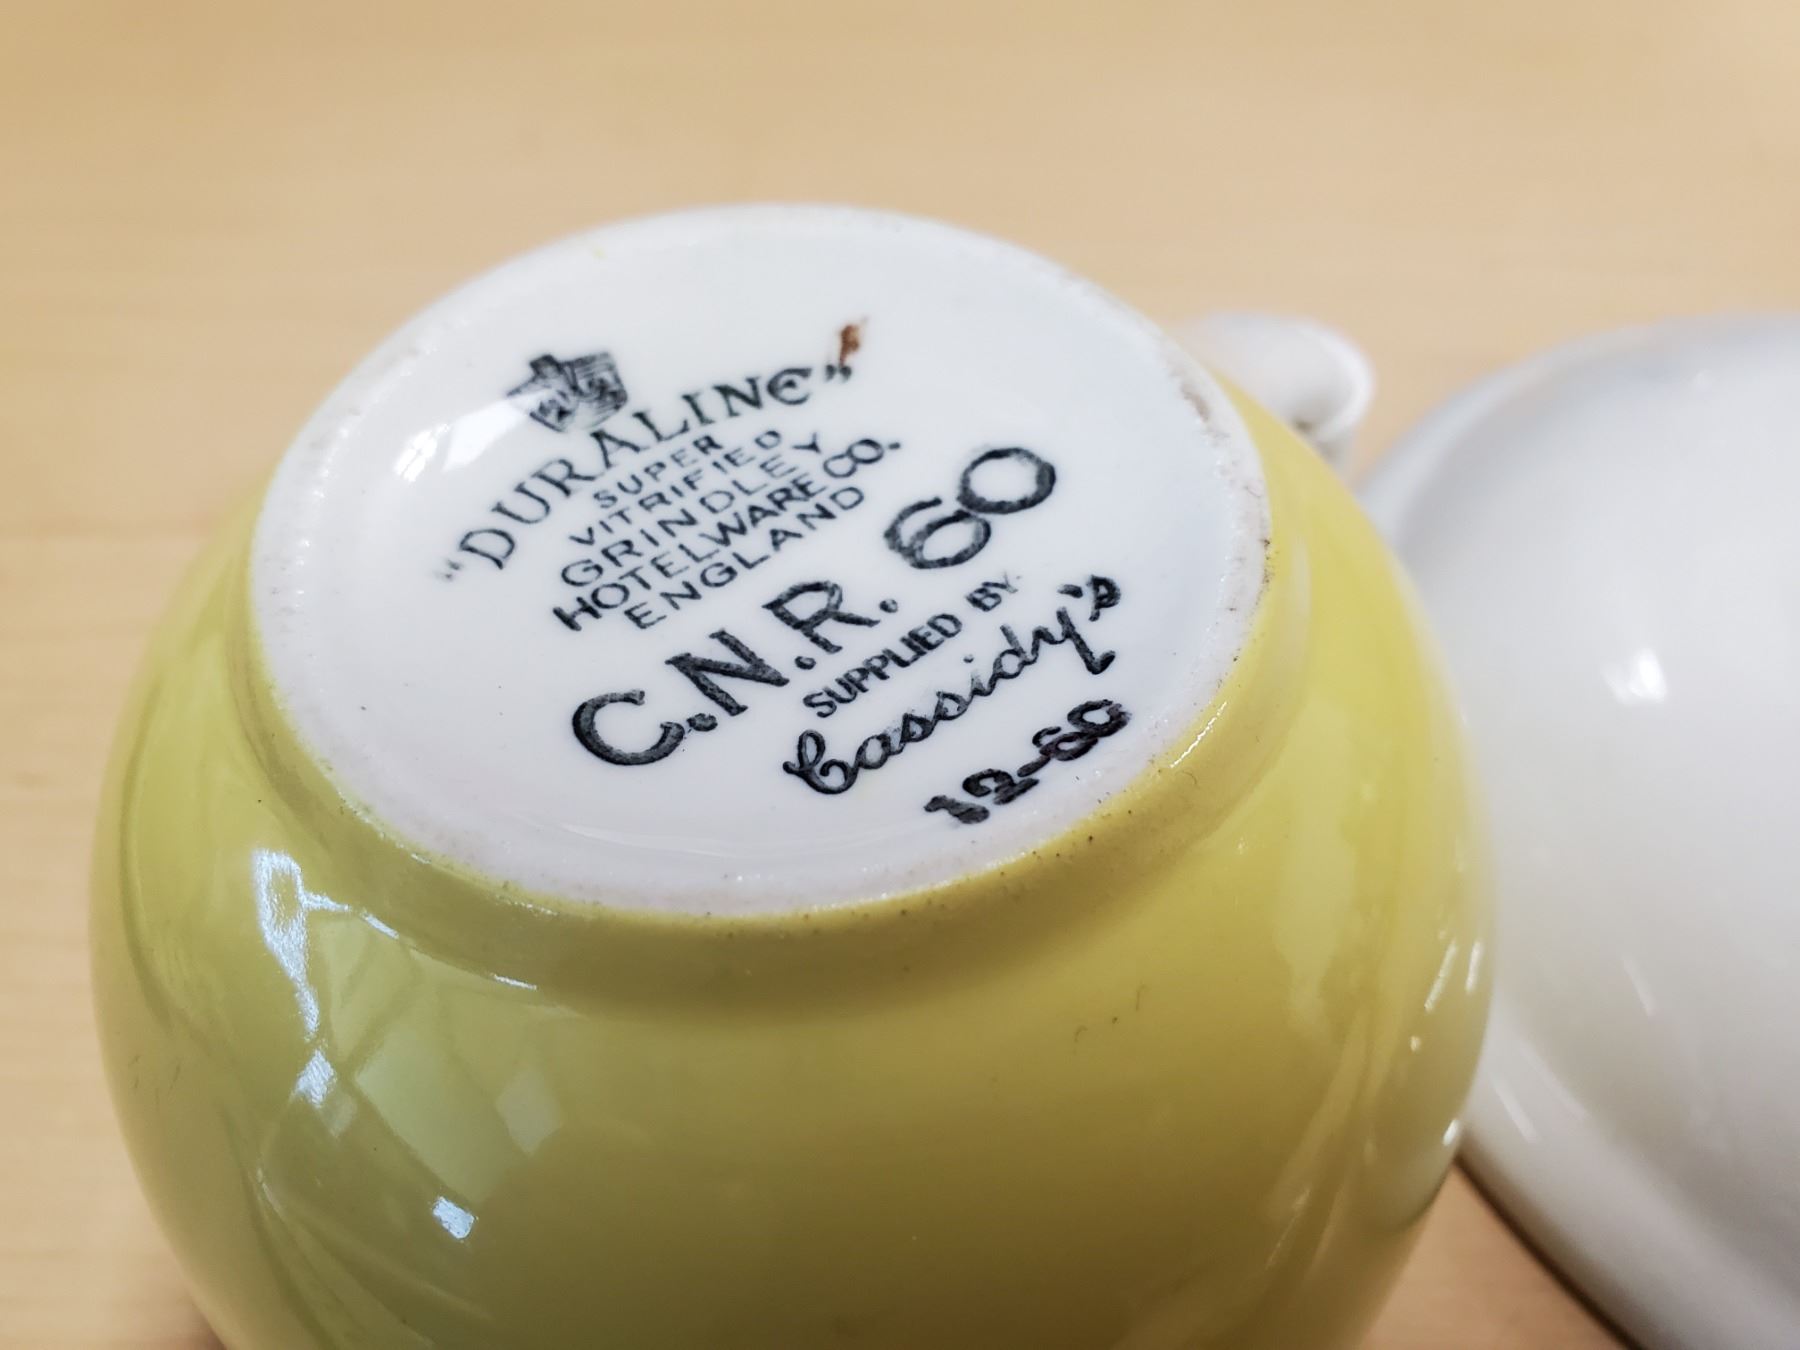 "DURALINE"
SUPER
VITRIFIED
GRINDLEY
HOTELWARE CO.
ENGLAND
C.N.R. 60
SUPPLIED BY
Cassidy's
12-60